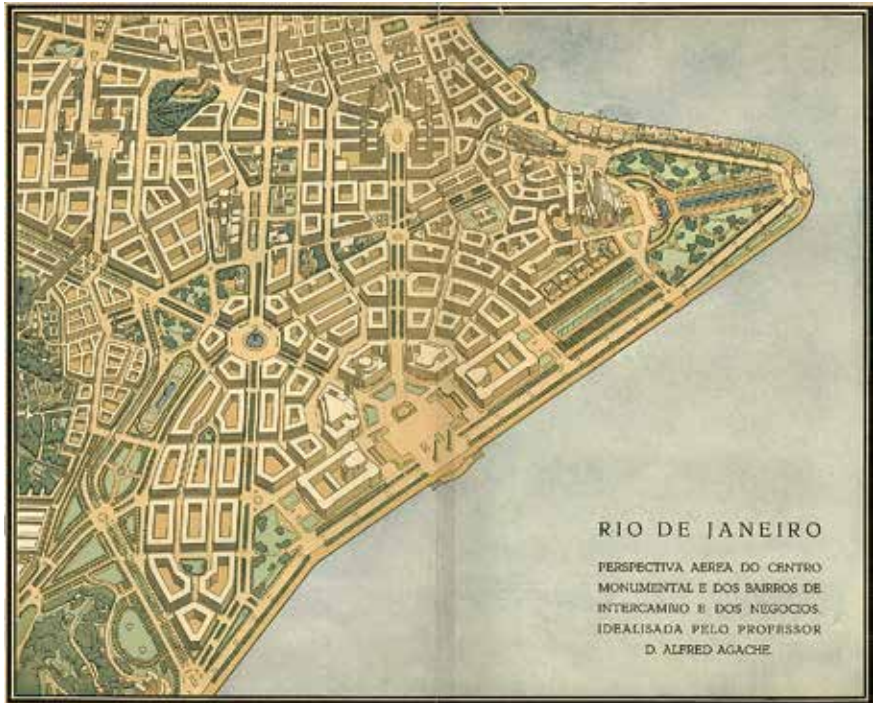 RIO DE JANEIRO
PERSPECTIVA AEREA DO CENTRO
MONUMENTAL E DOS BAIRROS DE
INTERCAMBIO E DOS NEGOCIOS.
IDEALISADA PELO PROFESSOR
D. ALFRED AGACHE.